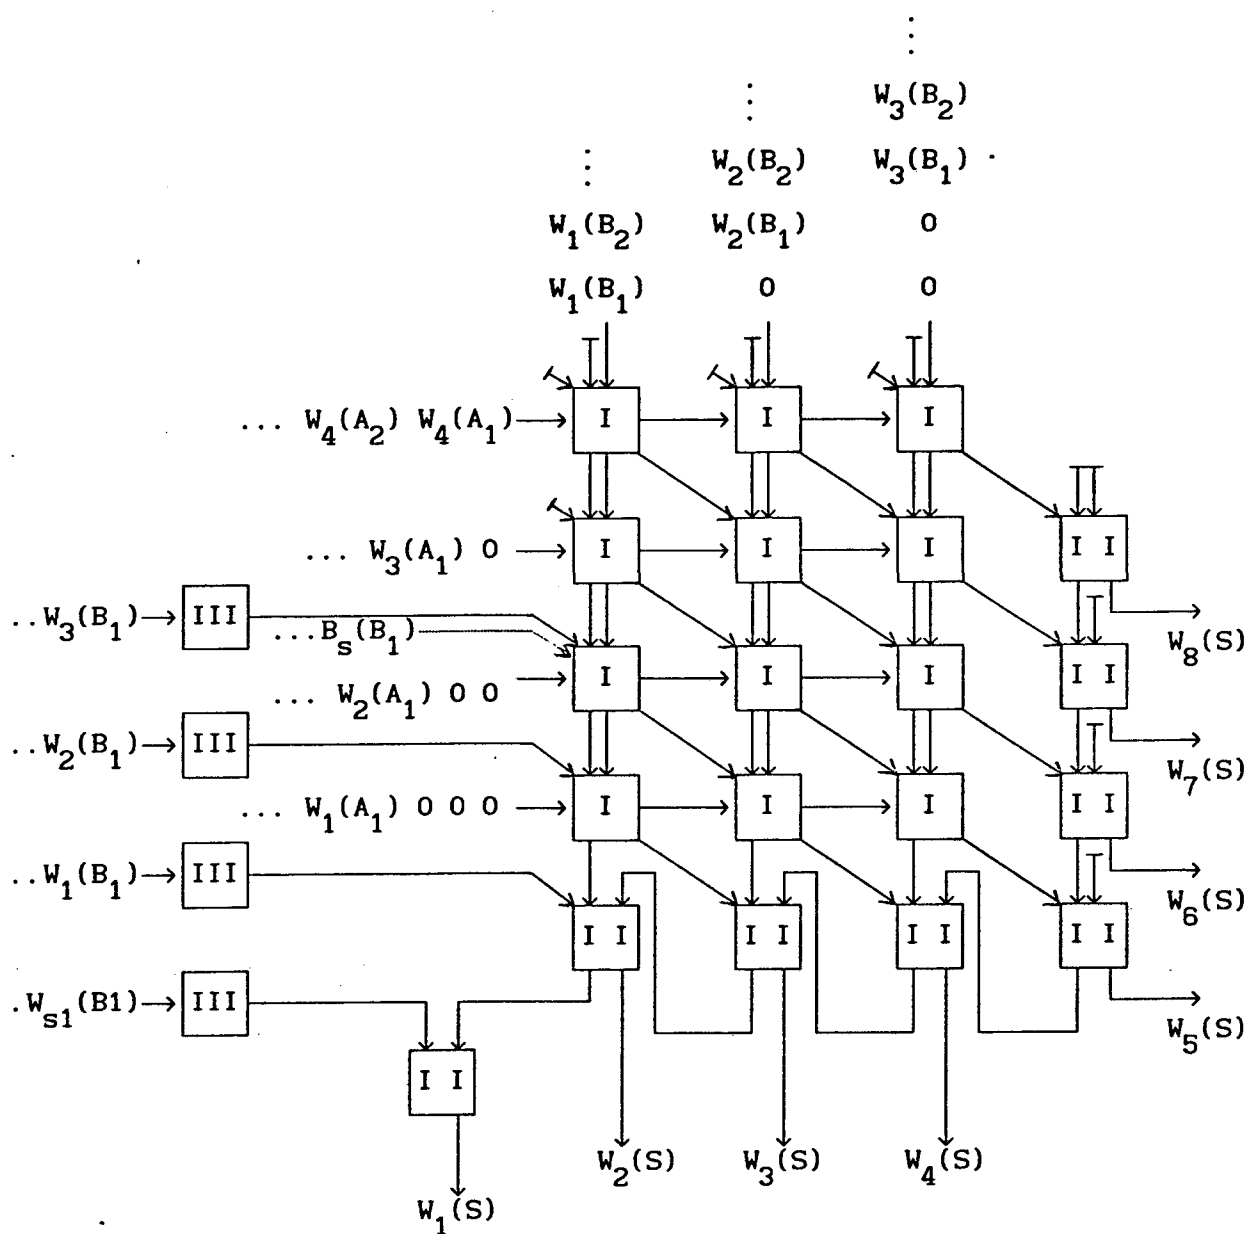 ⋮
⋮ W₃(B₂)
⋮ W₂(B₂) W₃(B₁)
W₁(B₂) W₂(B₁) 0
W₁(B₁) 0 0
... W₄(A₂) W₄(A₁) I I I
... W₃(A₁) 0 I I I I I
..W₃(B₁) III
...Bₛ(B₁) W₈(S)
I I I I I
... W₂(A₁) 0 0
..W₂(B₁) III W₇(S)
... W₁(A₁) 0 0 0 I I I I I
..W₁(B₁) III W₆(S)
I I I I I I I I
.Wₛ₁(B1) III W₅(S)
I I
W₂(S) W₃(S) W₄(S)
W₁(S)